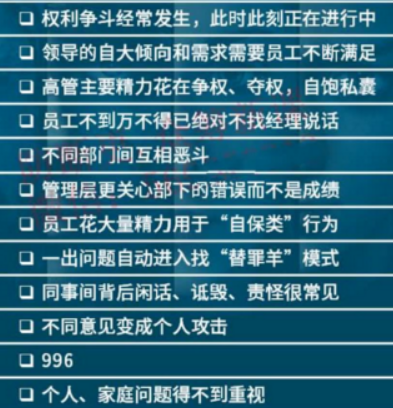 权利争斗经常发生，此时此刻正在进行中
领导的自大倾向和需求需要员工不断满足
高管主要精力花在争权、夺权，自饱私囊
员工不到万不得已绝对不找经理说话
不同部门间互相恶斗
管理层更关心部下的错误而不是成绩
员工花大量精力用于“自保类”行为
一出问题自动进入找“替罪羊”模式
同事间背后闲话、诋毁、责怪很常见
不同意见变成个人攻击
996
个人、家庭问题得不到重视